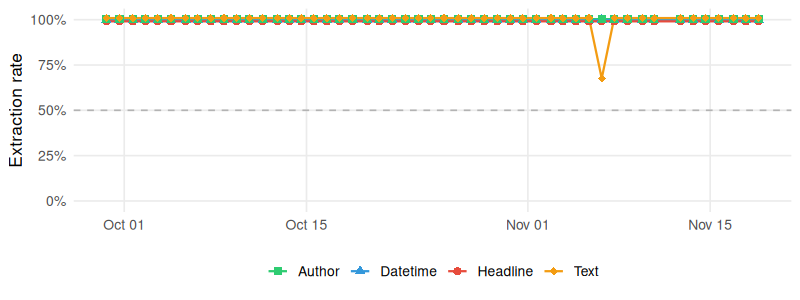 Extraction rate
100%
75%
50%
25%
0%
Oct 01 Oct 15 Nov 01 Nov 15
Author Datetime Headline Text